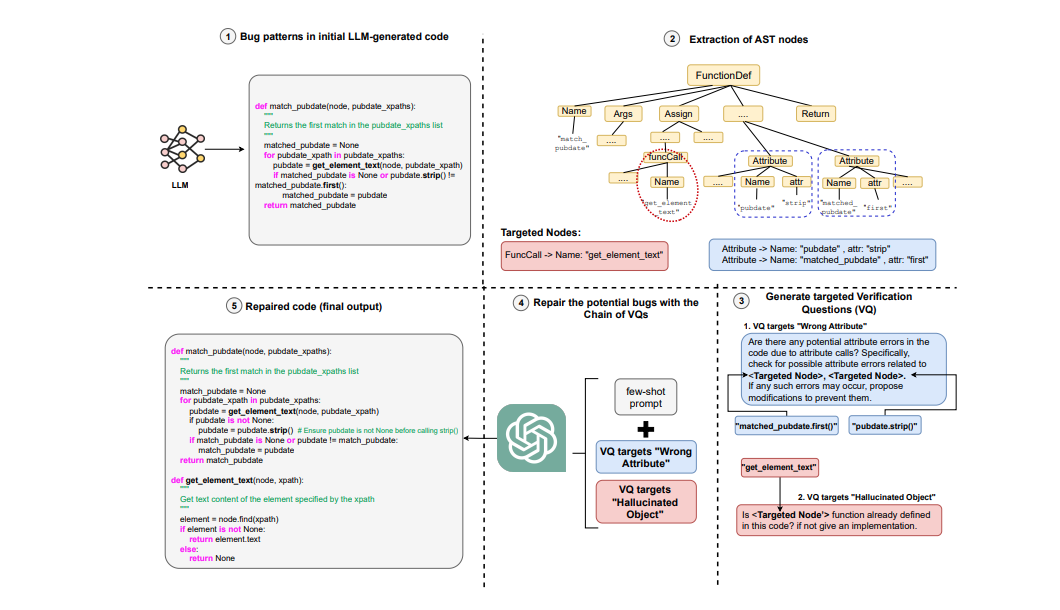 1 Bug patterns in initial LLM-generated code
LLM
def match_pubdate(node, pubdate_xpaths):
"""
Returns the first match in the pubdate_xpaths list
"""
matched_pubdate = None
for pubdate_xpath in pubdate_xpaths:
pubdate = get_element_text(node, pubdate_xpath)
if matched_pubdate is None or pubdate.strip() !=
matched_pubdate.first():
matched_pubdate = pubdate
return matched_pubdate
2 Extraction of AST nodes
FunctionDef
Name Args Assign .... Return
"match_
pubdate"
.... .... ....
funcCall Attribute Attribute
.... Name .... Name attr Name attr ....
"get_element_
text"
"pubdate" "strip" "matched_
pubdate" "first"
Targeted Nodes:
FuncCall -> Name: "get_element_text"
Attribute -> Name: "pubdate" , attr: "strip"
Attribute -> Name: "matched_pubdate" , attr: "first"
3 Generate targeted Verification
Questions (VQ)
1. VQ targets "Wrong Attribute"
Are there any potential attribute errors in the
code due to attribute calls? Specifically,
check for possible attribute errors related to
<Targeted Node>, <Targeted Node>.
If any such errors may occur, propose
modifications to prevent them.
"matched_pubdate.first()" "pubdate.strip()"
"get_element_text"
2. VQ targets "Hallucinated Object"
Is <Targeted Node'> function already defined
in this code? if not give an implementation.
4 Repair the potential bugs with the
Chain of VQs
few-shot
prompt
+
VQ targets "Wrong
Attribute"
VQ targets
"Hallucinated
Object"
5 Repaired code (final output)
def match_pubdate(node, pubdate_xpaths):
"""
Returns the first match in the pubdate_xpaths list
"""
match_pubdate = None
for pubdate_xpath in pubdate_xpaths:
pubdate = get_element_text(node, pubdate_xpath)
if pubdate is not None:
pubdate = pubdate.strip() # Ensure pubdate is not None before calling strip()
if match_pubdate is None or pubdate != match_pubdate:
match_pubdate = pubdate
return match_pubdate
def get_element_text(node, xpath):
"""
Get text content of the element specified by the xpath
"""
element = node.find(xpath)
if element is not None:
return element.text
else:
return None